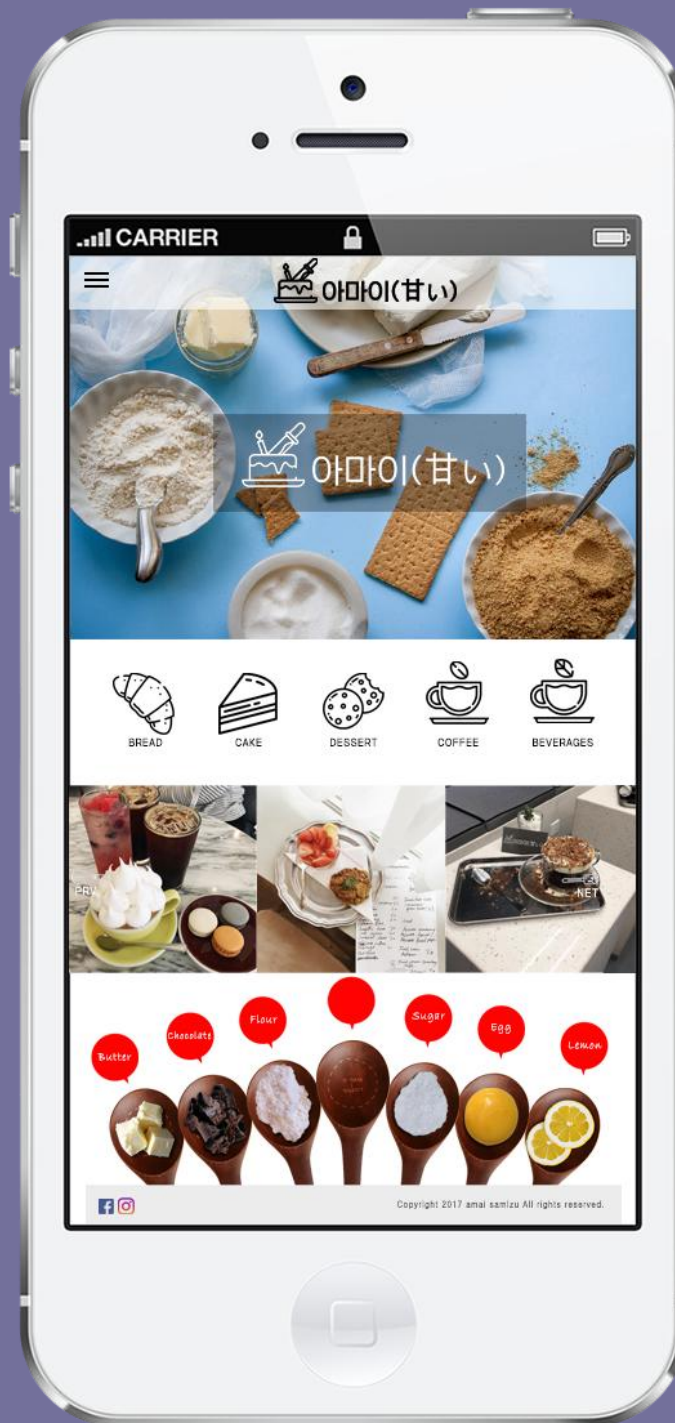 CARRIER
아마이(甘い)
아마이(甘い)
BREAD CAKE DESSERT COFFEE BEVERAGES
PRV
NET
Butter Chocolate Flour Sugar Egg Lemon
Copyright 2017 amai samizu All rights reserved.